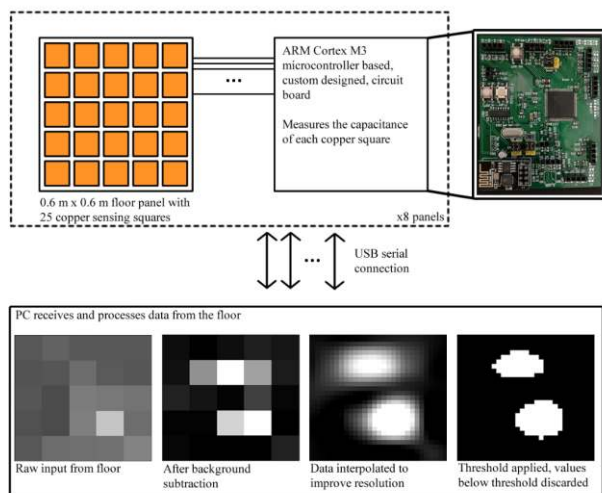 ARM Cortex M3
microcontroller based,
custom designed, circuit
board
Measures the capacitance
of each copper square
...
0.6 m x 0.6 m floor panel with
25 copper sensing squares
x8 panels
...
USB serial
connection
PC receives and processes data from the floor
Raw input from floor
After background
subtraction
Data interpolated to
improve resolution
Threshold applied, values
below threshold discarded